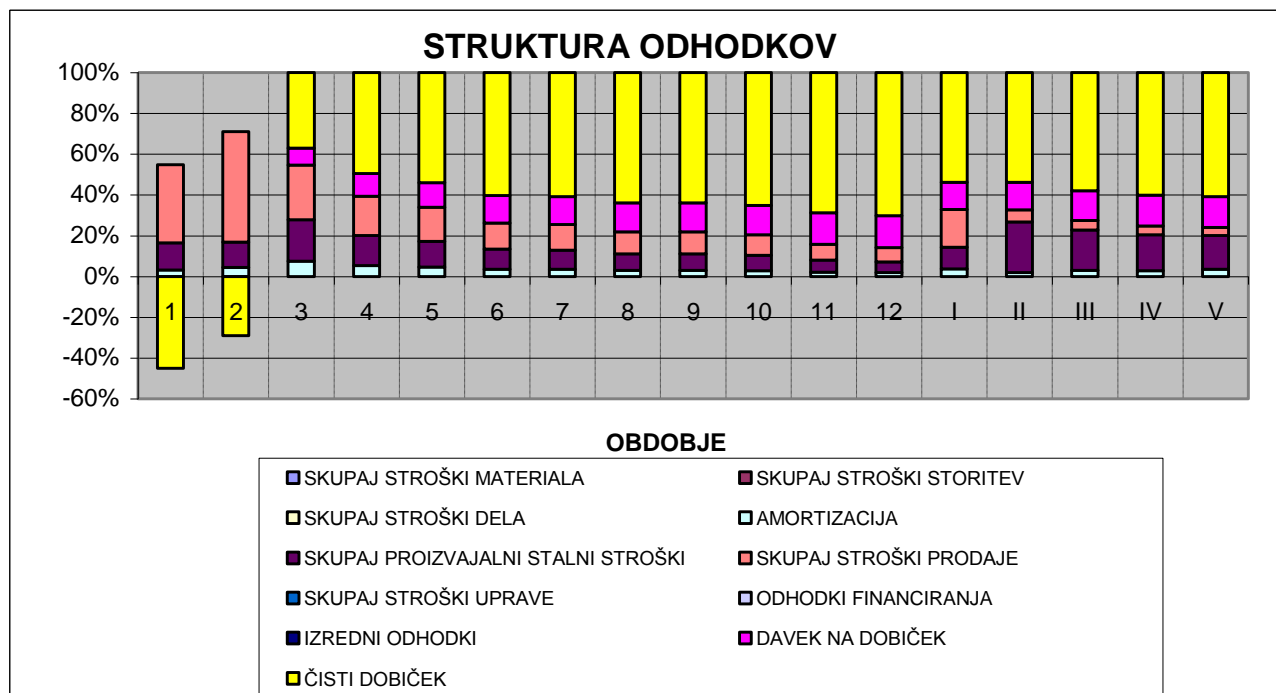 STRUKTURA ODHODKOV
100%
80%
60%
40%
20%
0%
-20%
-40%
-60%
1 2 3 4 5 6 7 8 9 10 11 12 I II III IV V
OBDOBJE
SKUPAJ STROŠKI MATERIALA SKUPAJ STROŠKI STORITEV
SKUPAJ STROŠKI DELA AMORTIZACIJA
SKUPAJ PROIZVAJALNI STALNI STROŠKI SKUPAJ STROŠKI PRODAJE
SKUPAJ STROŠKI UPRAVE ODHODKI FINANCIRANJA
IZREDNI ODHODKI DAVEK NA DOBIČEK
ČISTI DOBIČEK